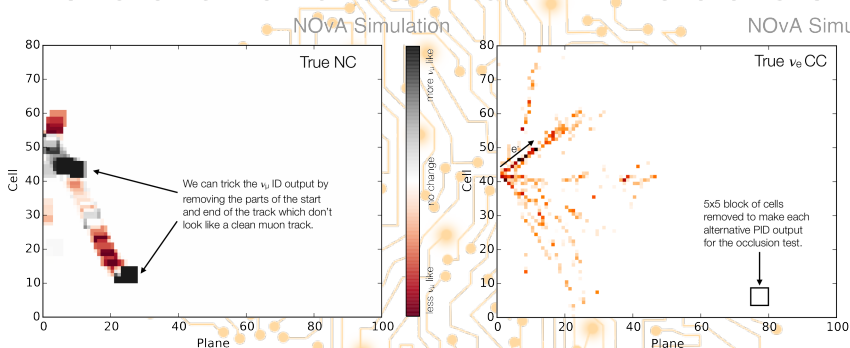 NOvA Simulation
True NC
80
70
60
50
40
30
20
10
0
Cell
0
20
40
60
80
100
Plane
We can trick the νμ ID output by
removing the parts of the start
and end of the track which don't
look like a clean muon track.
more νμ like
no change
less νμ like
NOvA Simu
True νe CC
80
70
60
50
40
30
20
10
0
Cell
0
20
40
60
80
100
Plane
e
5x5 block of cells
removed to make each
alternative PID output
for the occlusion test.